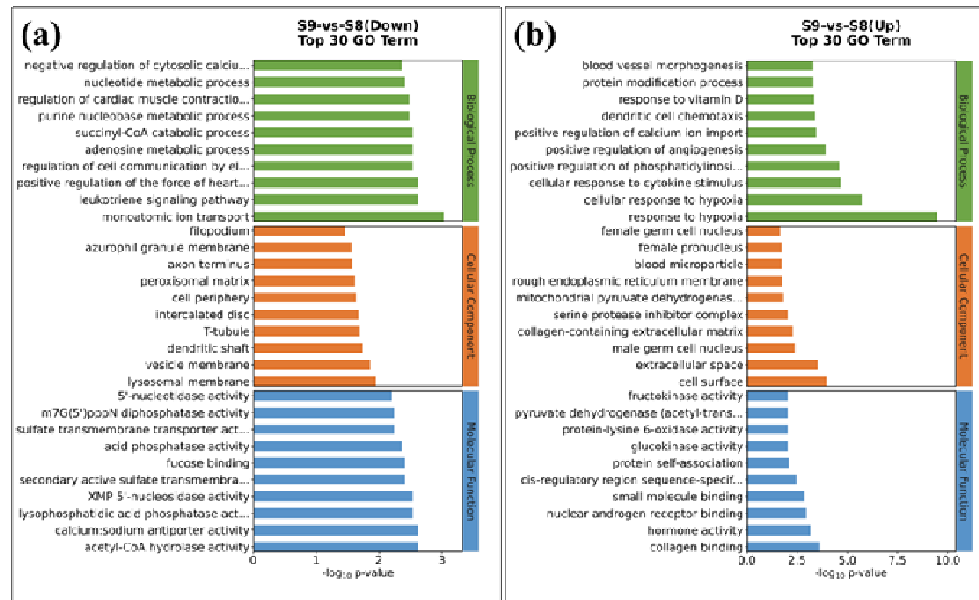 (a)
S9-vs-S8(Down)
Top 30 GO Term
negative regulation of cytosolic calciu...
nucleotide metabolic process
regulation of cardiac muscle contractio...
purine nucleobase metabolic process
succinyl-CoA catabolic process
adenosine metabolic process
regulation of cell communication by el...
positive regulation of the force of heart...
leukotriene signaling pathway
monoatomic ion transport
Biological Process
filopodium
azurophil granule membrane
axon terminus
peroxisomal matrix
cell periphery
intercalated disc
T-tubule
dendritic shaft
vesicle membrane
lysosomal membrane
Cellular Component
5'-nucleotidase activity
m7G(5')pppN diphosphatase activity
sulfate transmembrane transporter act...
acid phosphatase activity
fucose binding
secondary active sulfate transmembra...
XMP 5'-nucleosidase activity
lysophosphatidic acid phosphatase act...
calcium:sodium antiporter activity
acetyl-CoA hydrolase activity
Molecular Function
0 1 2 3
-log10 p-value
(b)
S9-vs-S8(Up)
Top 30 GO Term
blood vessel morphogenesis
protein modification process
response to vitamin D
dendritic cell chemotaxis
positive regulation of calcium ion import
positive regulation of angiogenesis
positive regulation of phosphatidylinosi...
cellular response to cytokine stimulus
cellular response to hypoxia
response to hypoxia
Biological Process
female germ cell nucleus
female pronucleus
blood microparticle
rough endoplasmic reticulum membrane
mitochondrial pyruvate dehydrogenas...
serine protease inhibitor complex
collagen-containing extracellular matrix
male germ cell nucleus
extracellular space
cell surface
Cellular Component
fructokinase activity
pyruvate dehydrogenase (acetyl-trans...
protein-lysine 6-oxidase activity
glucokinase activity
protein self-association
cis-regulatory region sequence-specif...
small molecule binding
nuclear androgen receptor binding
hormone activity
collagen binding
Molecular Function
0.0 2.5 5.0 7.5 10.0
-log10 p-value